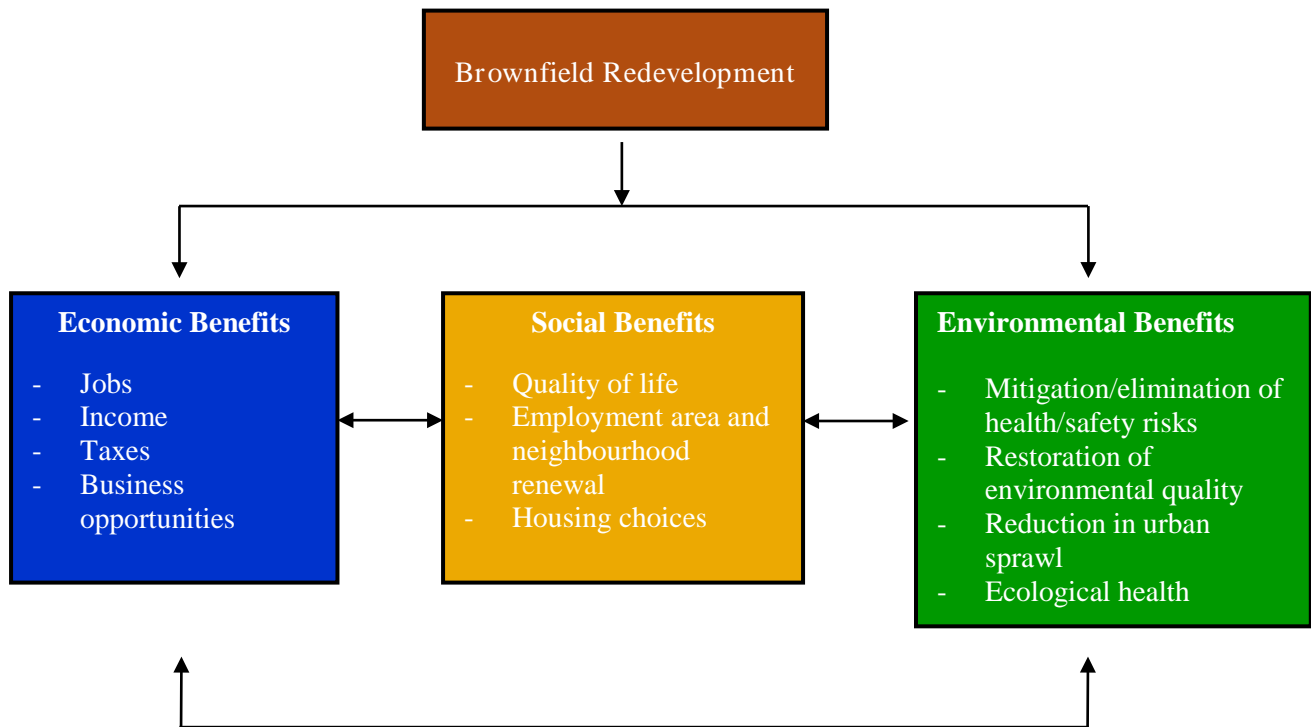 Brownfield Redevelopment
Economic Benefits
- Jobs
- Income
- Taxes
- Business
opportunities
Social Benefits
- Quality of life
- Employment area and
neighbourhood
renewal
- Housing choices
Environmental Benefits
- Mitigation/elimination of
health/safety risks
- Restoration of
environmental quality
- Reduction in urban
sprawl
- Ecological health